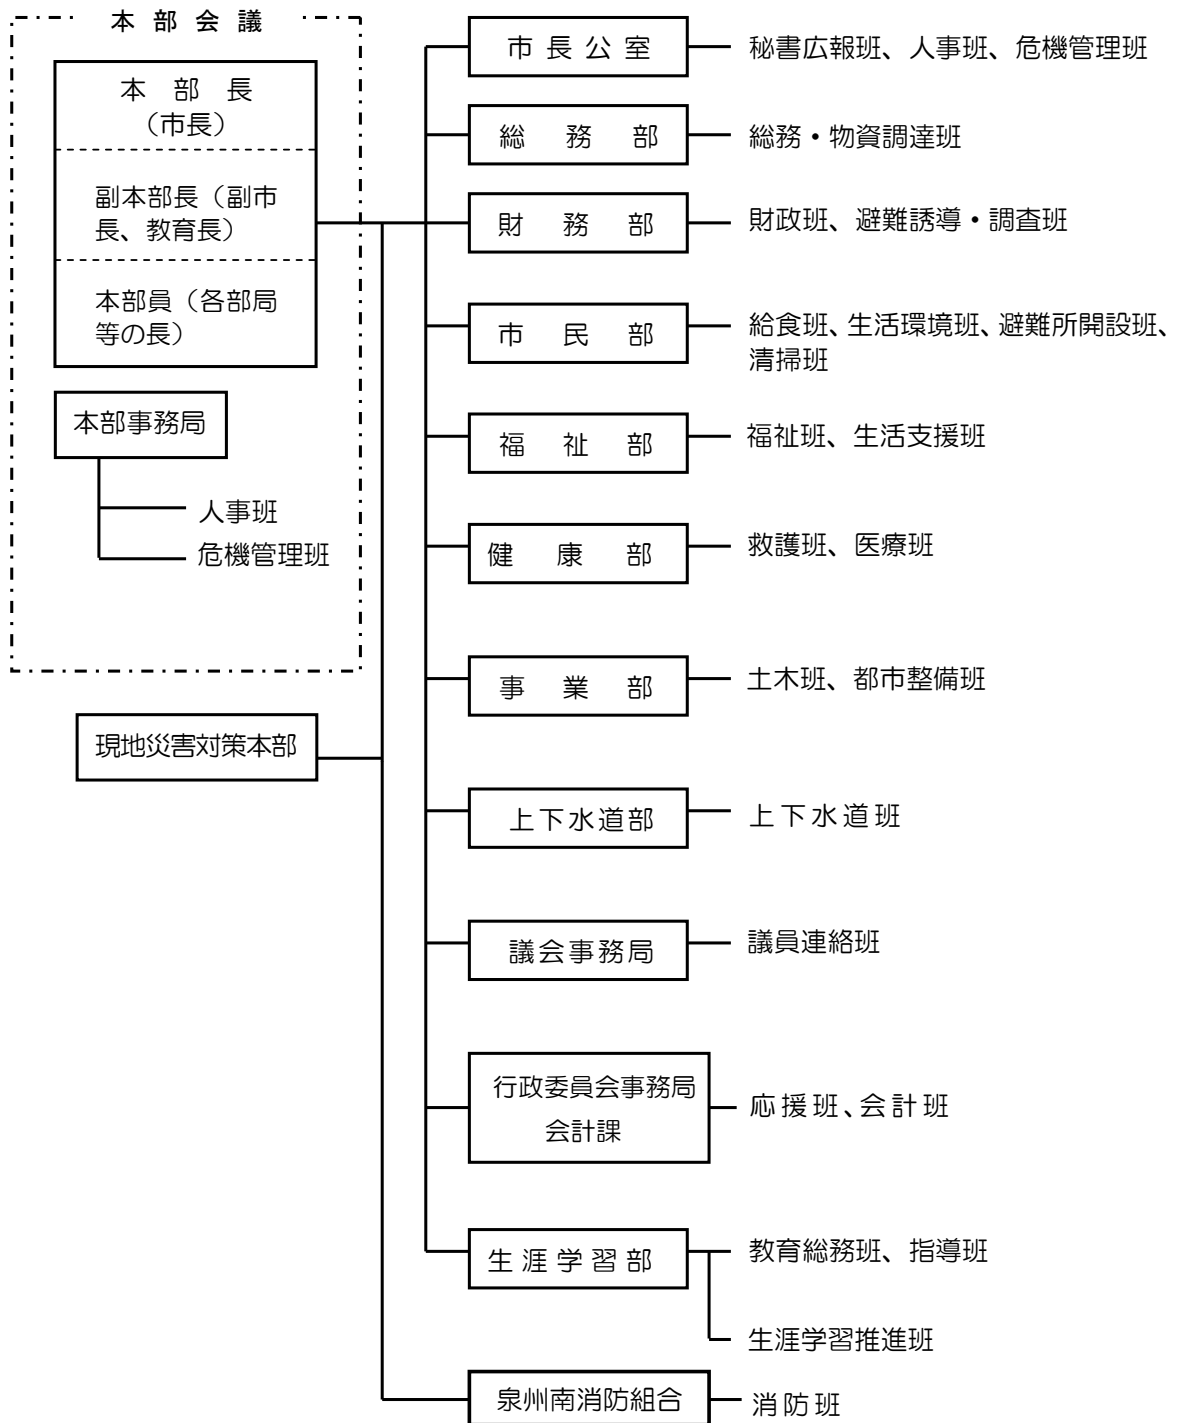 本部会議
本部長
（市長）
副本部長（副市
長、教育長）
本部員（各部局
等の長）
本部事務局
人事班
危機管理班
現地災害対策本部
市長公室
秘書広報班、人事班、危機管理班
総務部
総務・物資調達班
財務部
財政班、避難誘導・調査班
市民部
給食班、生活環境班、避難所開設班、
清掃班
福祉部
福祉班、生活支援班
健康部
救護班、医療班
事業部
土木班、都市整備班
上下水道部
上下水道班
議会事務局
議員連絡班
行政委員会事務局
会計課
応援班、会計班
生涯学習部
教育総務班、指導班
生涯学習推進班
泉州南消防組合
消防班